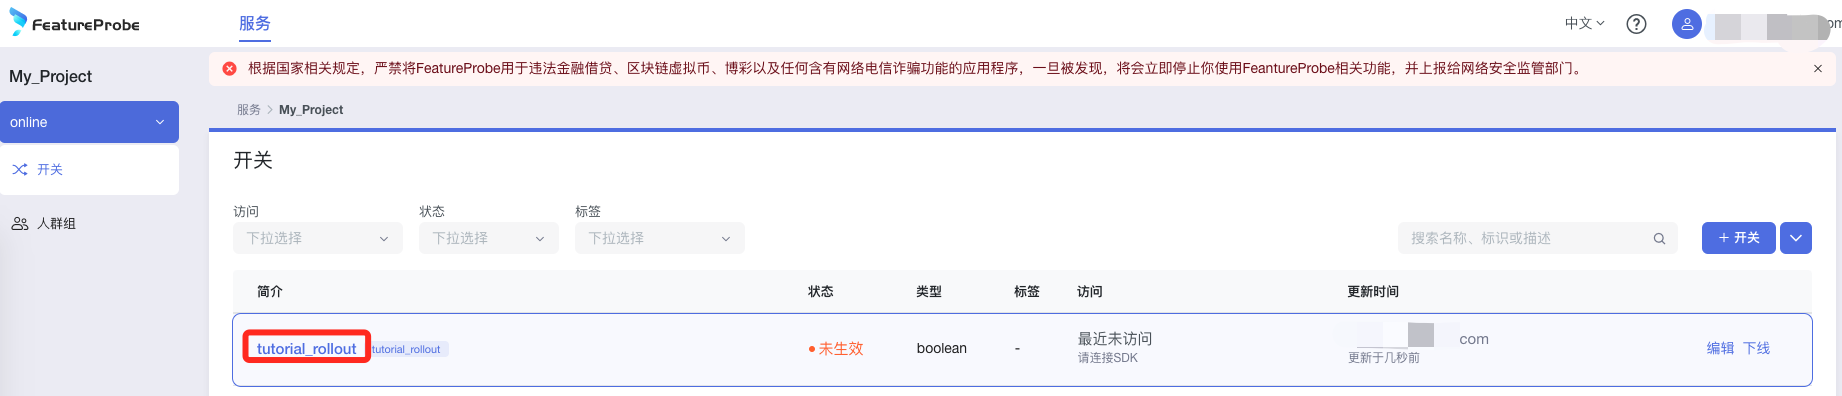 FeatureProbe
服务
中文
om
My_Project
根据国家相关规定，严禁将FeatureProbe用于违法金融借贷、区块链虚拟币、博彩以及任何含有网络电信诈骗功能的应用程序，一旦被发现，将会立即停止你使用FeantureProbe相关功能，并上报给网络安全监管部门。
online
服务 > My_Project
开关
开关
人群组
访问 状态 标签
下拉选择 下拉选择 下拉选择 搜索名称、标识或描述 + 开关
简介 状态 类型 标签 访问 更新时间
tutorial_rollout tutorial_rollout 未生效 boolean - 最近未访问 com 编辑 下线
请连接SDK 更新于几秒前